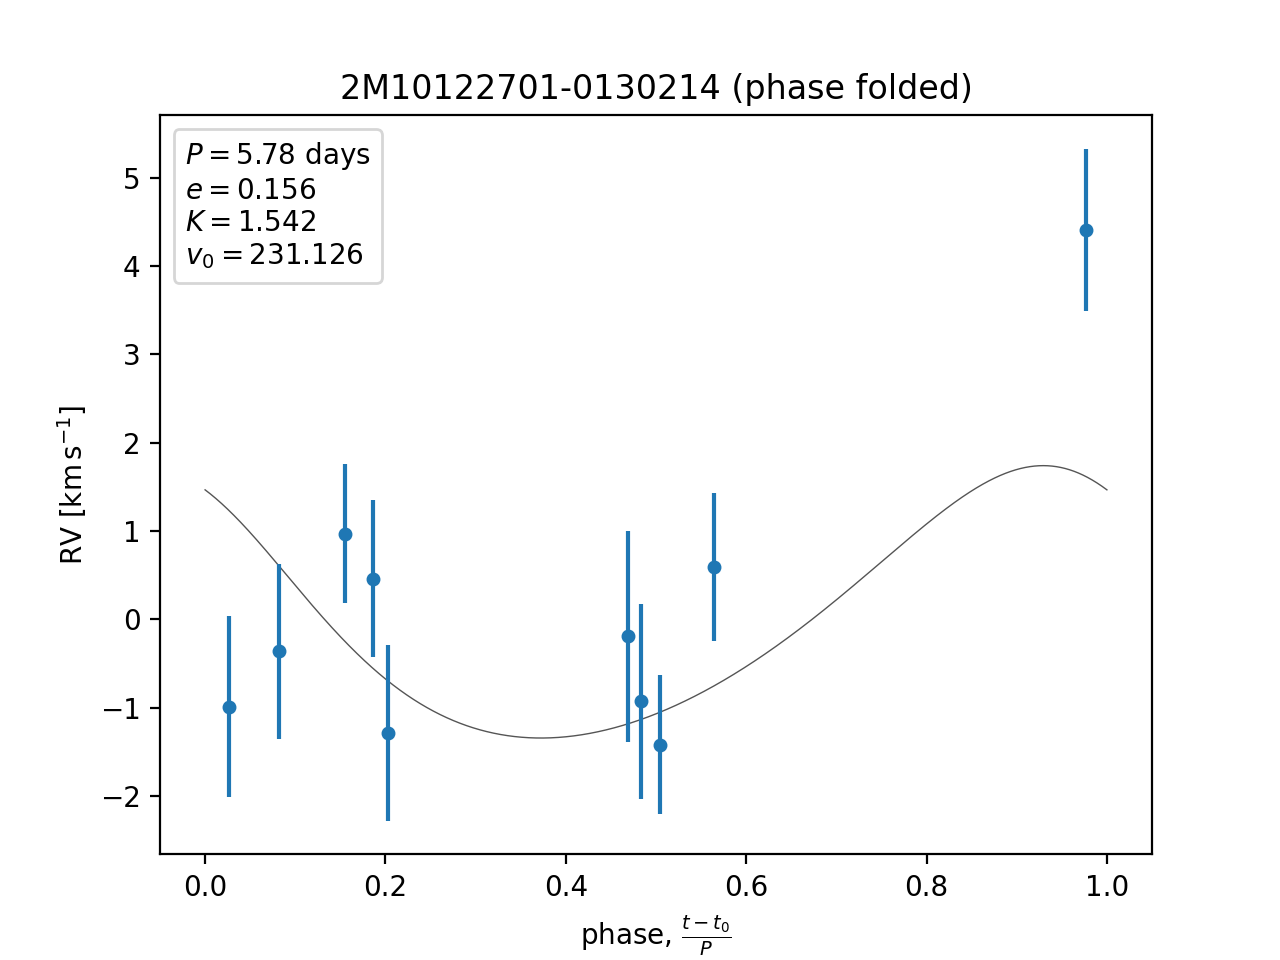 2M10122701-0130214 (phase folded)
P = 5.78 days
e = 0.156
K = 1.542
v₀ = 231.126
5
4
3
2
1
0
−1
−2
RV [km s⁻¹]
0.0 0.2 0.4 0.6 0.8 1.0
phase, (t − t₀)/P